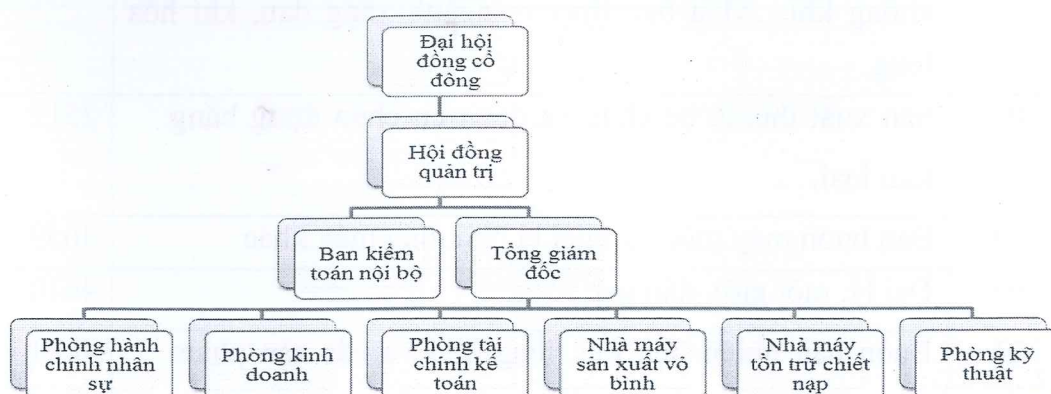 Đại hội
đồng cổ
đông
Hội đồng
quản trị
Ban kiểm
toán nội bộ
Tổng giám
đốc
Phòng hành
chính nhân
sự
Phòng kinh
doanh
Phòng tài
chính kế
toán
Nhà máy
sản xuất vỏ
bình
Nhà máy
tồn trữ chiết
nạp
Phòng kỹ
thuật